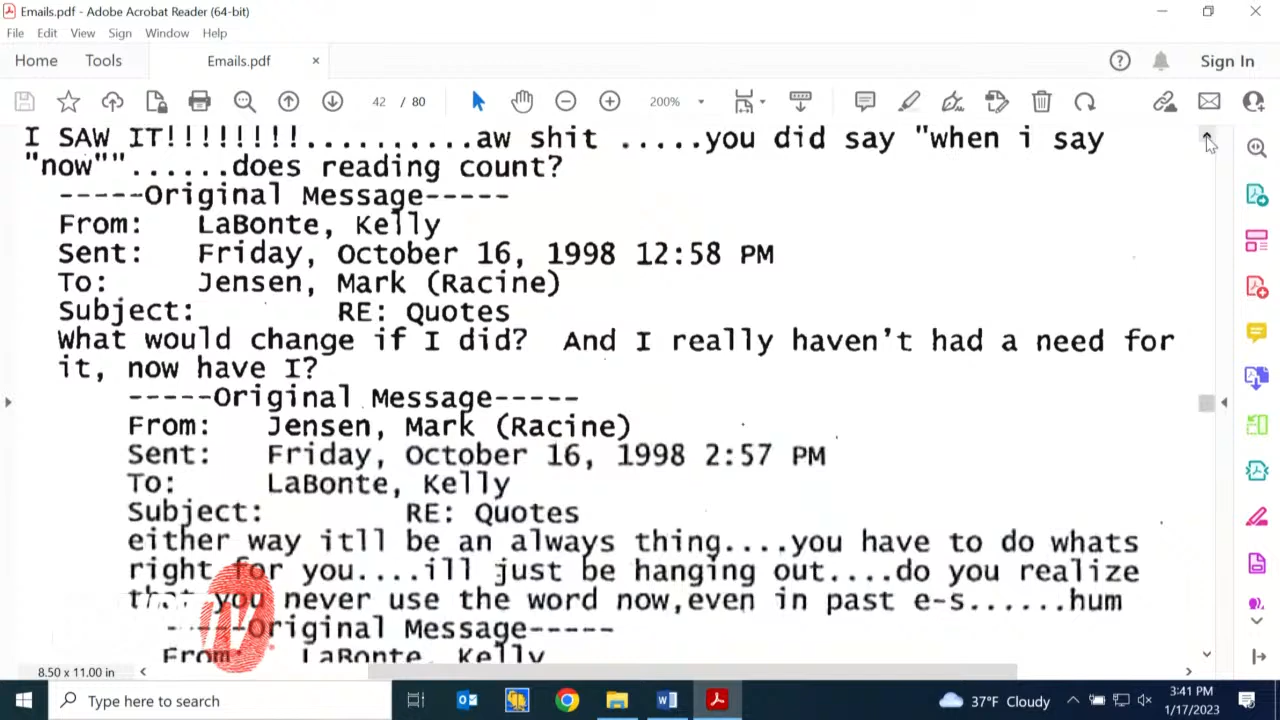 Emails.pdf - Adobe Acrobat Reader (64-bit)
File Edit View Sign Window Help
Home Tools Emails.pdf × Sign In
42 / 80 200%
I SAW IT!!!!!!!!..........aw shit .....you did say "when i say
"now""......does reading count?
-----Original Message-----
From: LaBonte, Kelly
Sent: Friday, October 16, 1998 12:58 PM
To: Jensen, Mark (Racine)
Subject: RE: Quotes
What would change if I did? And I really haven't had a need for
it, now have I?
-----Original Message-----
From: Jensen, Mark (Racine)
Sent: Friday, October 16, 1998 2:57 PM
To: LaBonte, Kelly
Subject: RE: Quotes
either way itll be an always thing....you have to do whats
right for you....ill just be hanging out....do you realize
that you never use the word now,even in past e-s......hum
-----Original Message-----
From: LaBonte, Kelly
8.50 x 11.00 in
Type here to search
37°F Cloudy
3:41 PM
1/17/2023